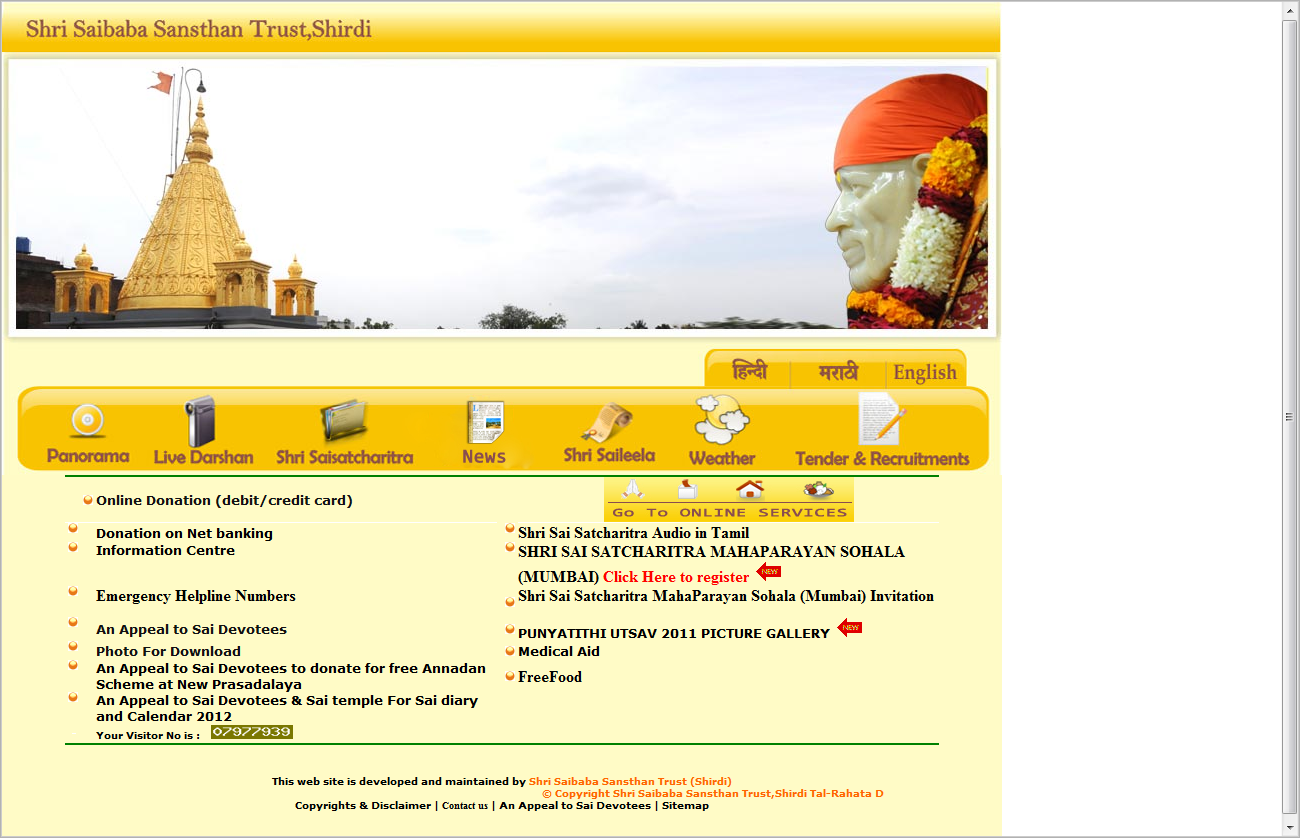 Shri Saibaba Sansthan Trust,Shirdi
हिन्दी मराठी English
Panorama Live Darshan Shri Saisatcharitra News Shri Saileela Weather Tender & Recruitments
Online Donation (debit/credit card)
Go To ONLINE SERVICES
Donation on Net banking
Information Centre
Emergency Helpline Numbers
An Appeal to Sai Devotees
Photo For Download
An Appeal to Sai Devotees to donate for free Annadan
Scheme at New Prasadalaya
An Appeal to Sai Devotees & Sai temple For Sai diary
and Calendar 2012
Your Visitor No is : 07977939
Shri Sai Satcharitra Audio in Tamil
SHRI SAI SATCHARITRA MAHAPARAYAN SOHALA
(MUMBAI) Click Here to register NEW
Shri Sai Satcharitra MahaParayan Sohala (Mumbai) Invitation
PUNYATITHI UTSAV 2011 PICTURE GALLERY NEW
Medical Aid
FreeFood
This web site is developed and maintained by Shri Saibaba Sansthan Trust (Shirdi)
© Copyright Shri Saibaba Sansthan Trust,Shirdi Tal-Rahata D
Copyrights & Disclaimer | Contact us | An Appeal to Sai Devotees | Sitemap